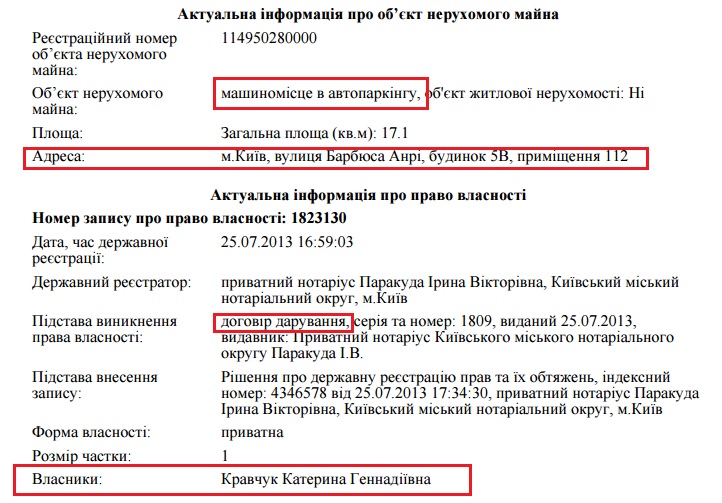 Актуальна інформація про об’єкт нерухомого майна
Реєстраційний номер об’єкта нерухомого майна: 114950280000
Об’єкт нерухомого майна: машиномісце в автопаркінгу, об'єкт житлової нерухомості: Ні
Площа: Загальна площа (кв.м): 17.1
Адреса: м.Київ, вулиця Барбюса Анрі, будинок 5В, приміщення 112
Актуальна інформація про право власності
Номер запису про право власності: 1823130
Дата, час державної реєстрації: 25.07.2013 16:59:03
Державний реєстратор: приватний нотаріус Паракуда Ірина Вікторівна, Київський міський
нотаріальний округ, м.Київ
Підстава виникнення права власності: договір дарування, серія та номер: 1809, виданий 25.07.2013,
видавник: Приватний нотаріус Київського міського нотаріального
округу Паракуда І.В.
Підстава внесення запису: Рішення про державну реєстрацію прав та їх обтяжень, індексний
номер: 4346578 від 25.07.2013 17:34:30, приватний нотаріус Паракуда
Ірина Вікторівна, Київський міський нотаріальний округ, м.Київ
Форма власності: приватна
Розмір частки: 1
Власники: Кравчук Катерина Геннадіївна